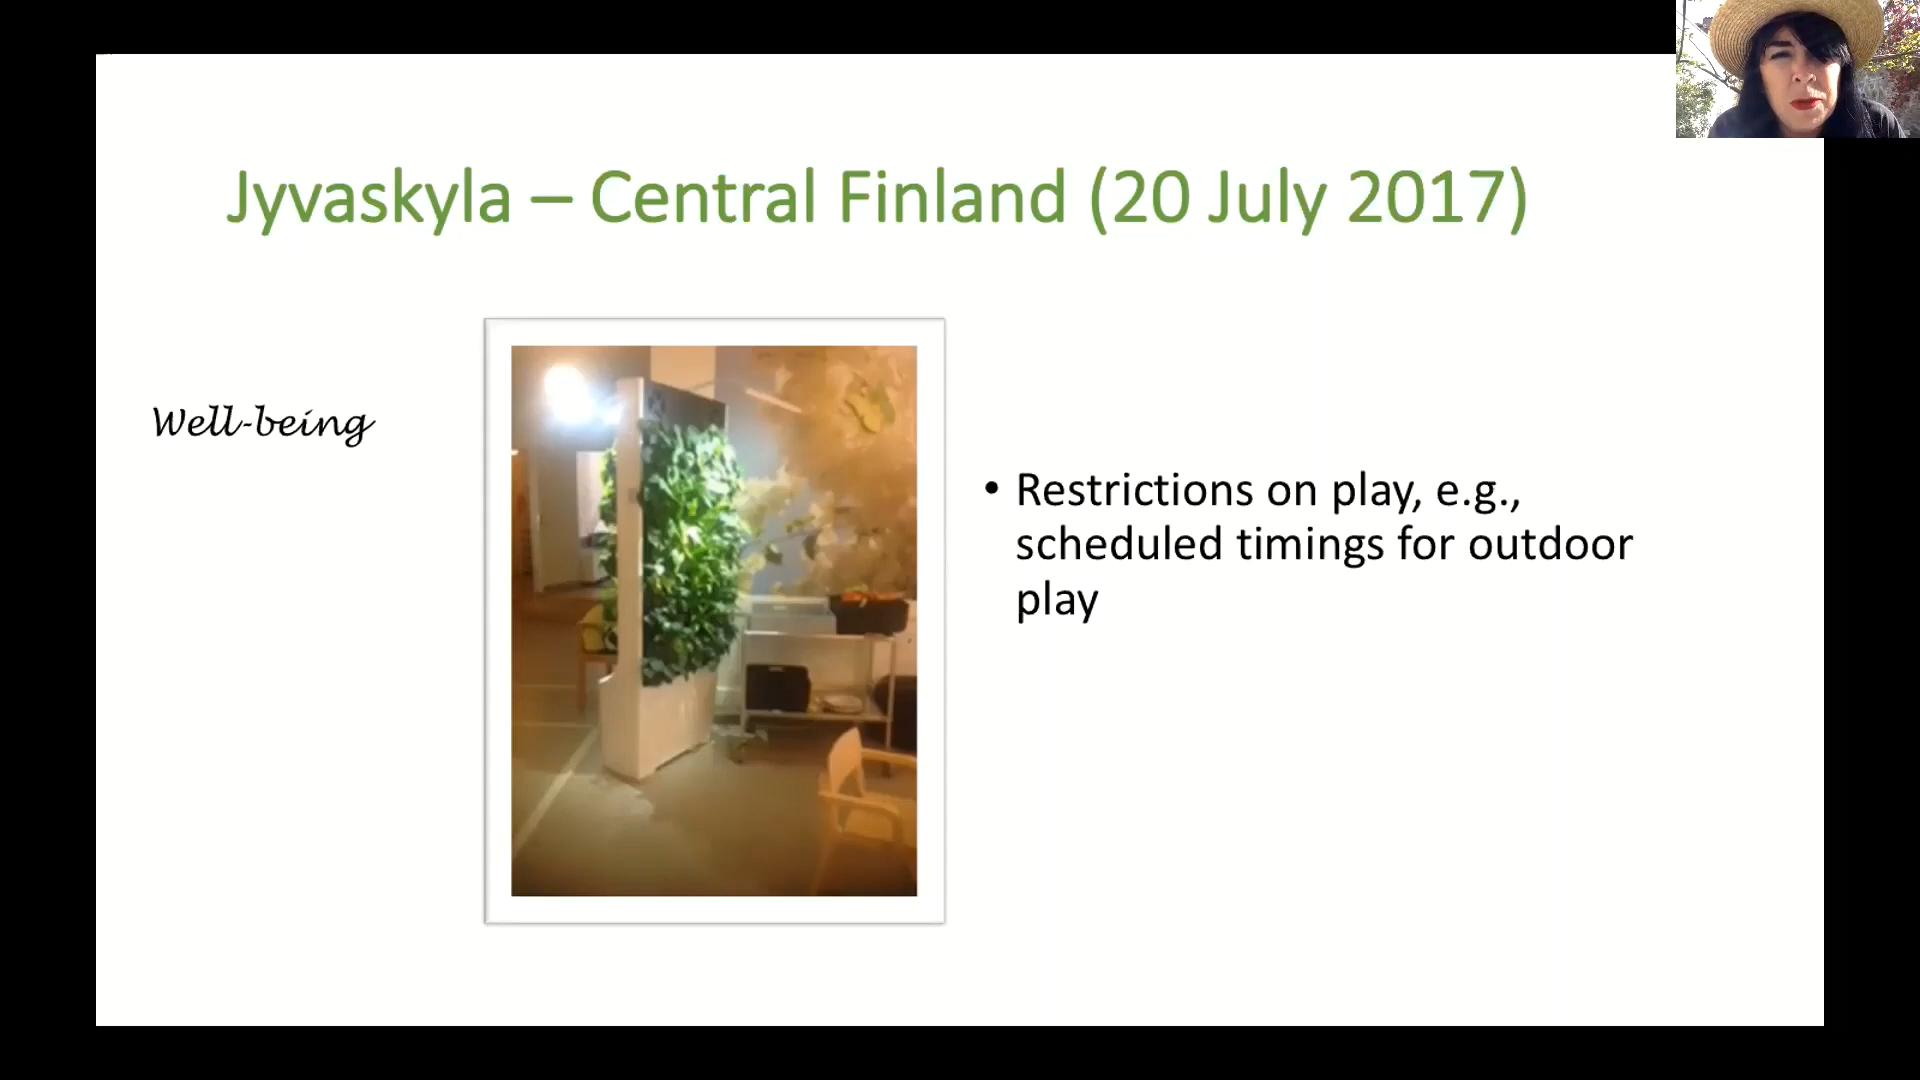 Jyvaskyla – Central Finland (20 July 2017)
Well-being
• Restrictions on play, e.g.,
scheduled timings for outdoor
play